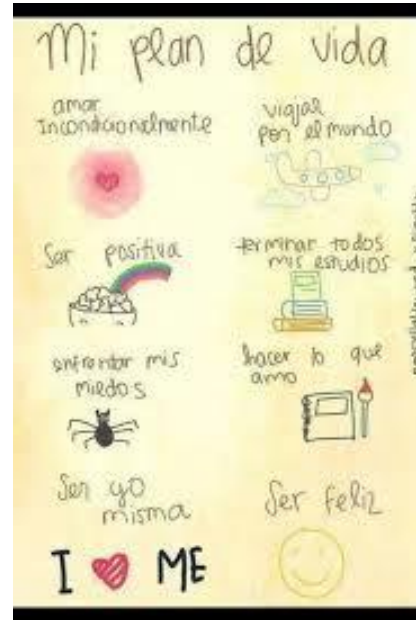 Mi plan de vida
amar
incondicionalmente
viajar
por el mundo
Ser positiva
terminar todos
mis estudios
enfrentar mis
miedos
hacer lo que
amo
Ser yo
misma
Ser feliz
I ME